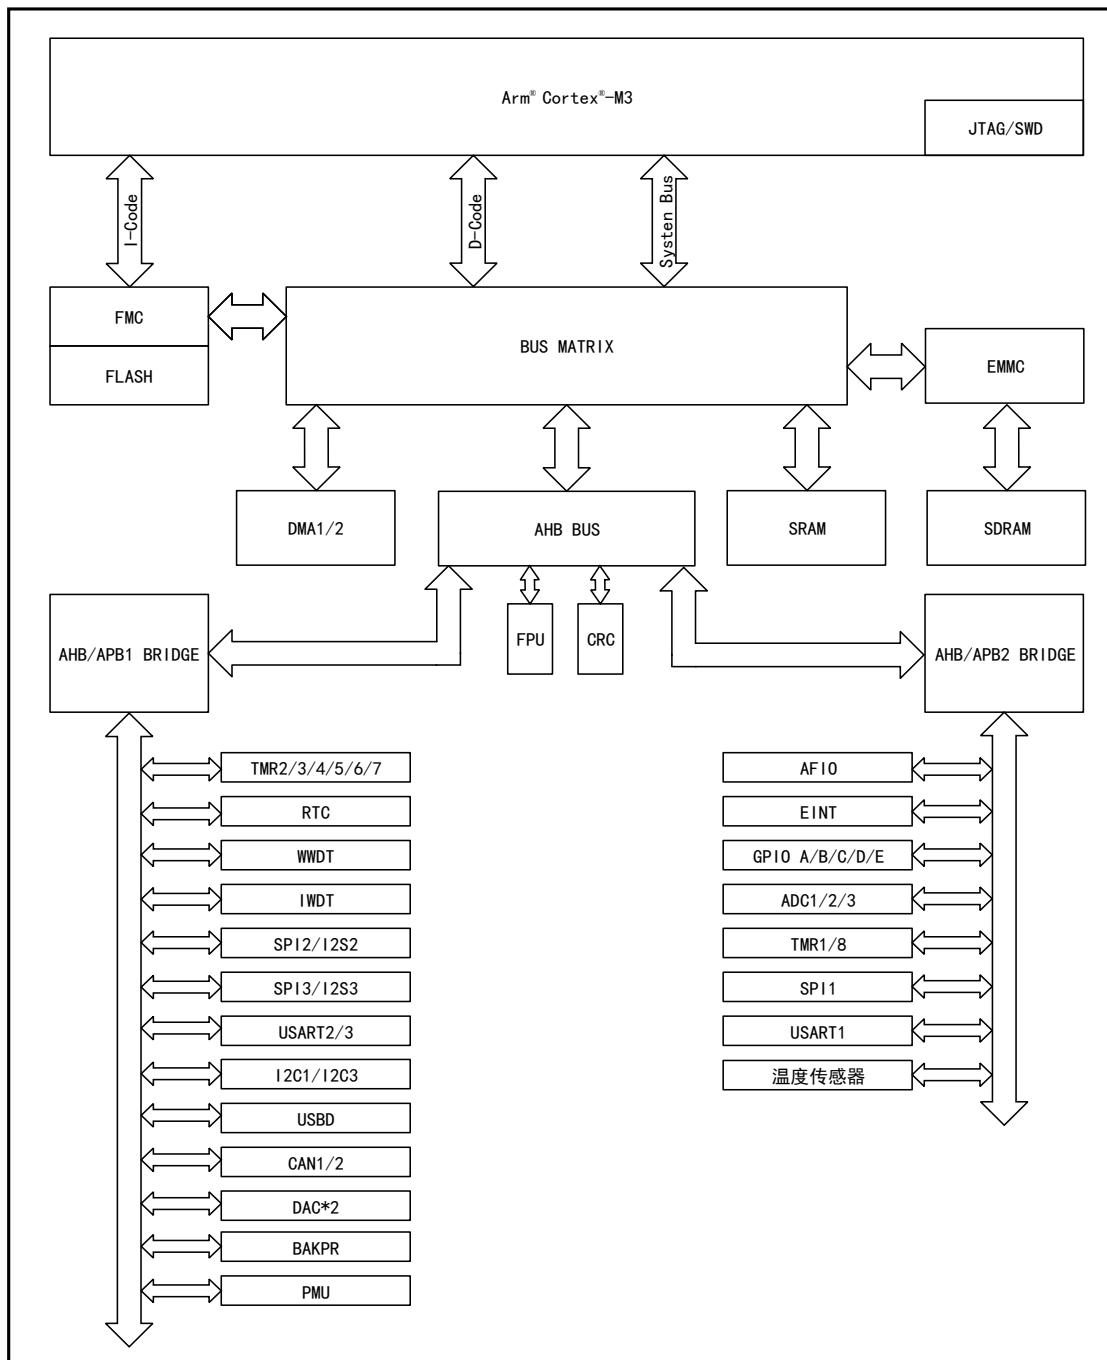 Arm® Cortex®-M3
JTAG/SWD
I-Code
D-Code
Systen Bus
FMC
BUS MATRIX
FLASH
EMMC
DMA1/2
AHB BUS
SRAM
SDRAM
FPU
CRC
AHB/APB1 BRIDGE
AHB/APB2 BRIDGE
TMR2/3/4/5/6/7
RTC
WWDT
IWDT
SPI2/I2S2
SPI3/I2S3
USART2/3
I2C1/I2C3
USBD
CAN1/2
DAC*2
BAKPR
PMU
AFIO
EINT
GPIO A/B/C/D/E
ADC1/2/3
TMR1/8
SPI1
USART1
温度传感器